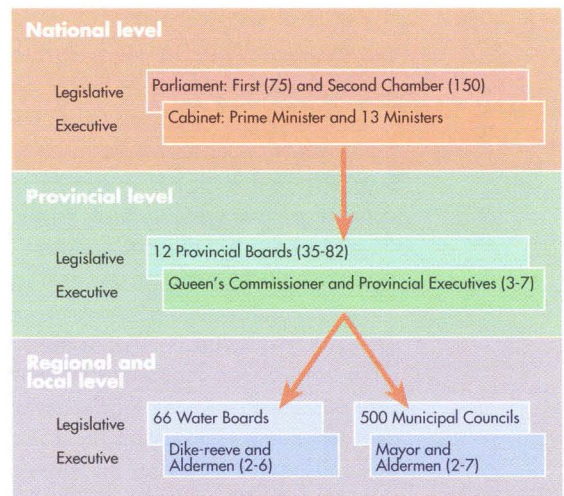 National level
Legislative
Parliament: First (75) and Second Chamber (150)
Executive
Cabinet: Prime Minister and 13 Ministers
Provincial level
Legislative
12 Provincial Boards (35-82)
Executive
Queen's Commissioner and Provincial Executives (3-7)
Regional and
local level
Legislative
66 Water Boards
500 Municipal Councils
Executive
Dike-reeve and
Aldermen (2-6)
Mayor and
Aldermen (2-7)